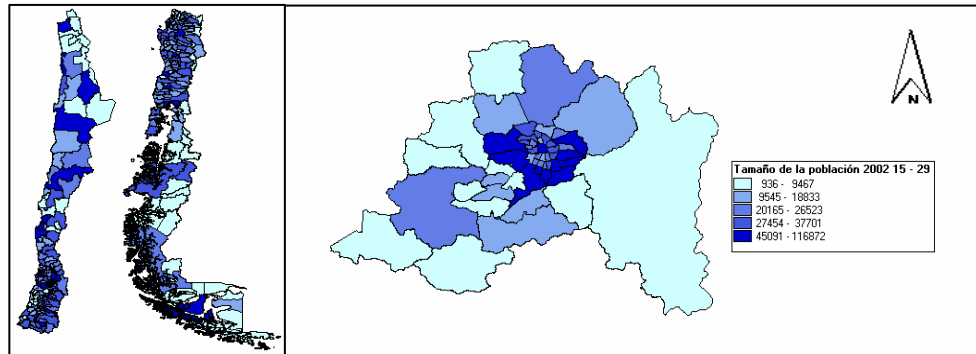 N
Tamaño de la población 2002 15 - 29
936 - 9467
9545 - 18833
20165 - 26523
27454 - 37701
45091 - 116872